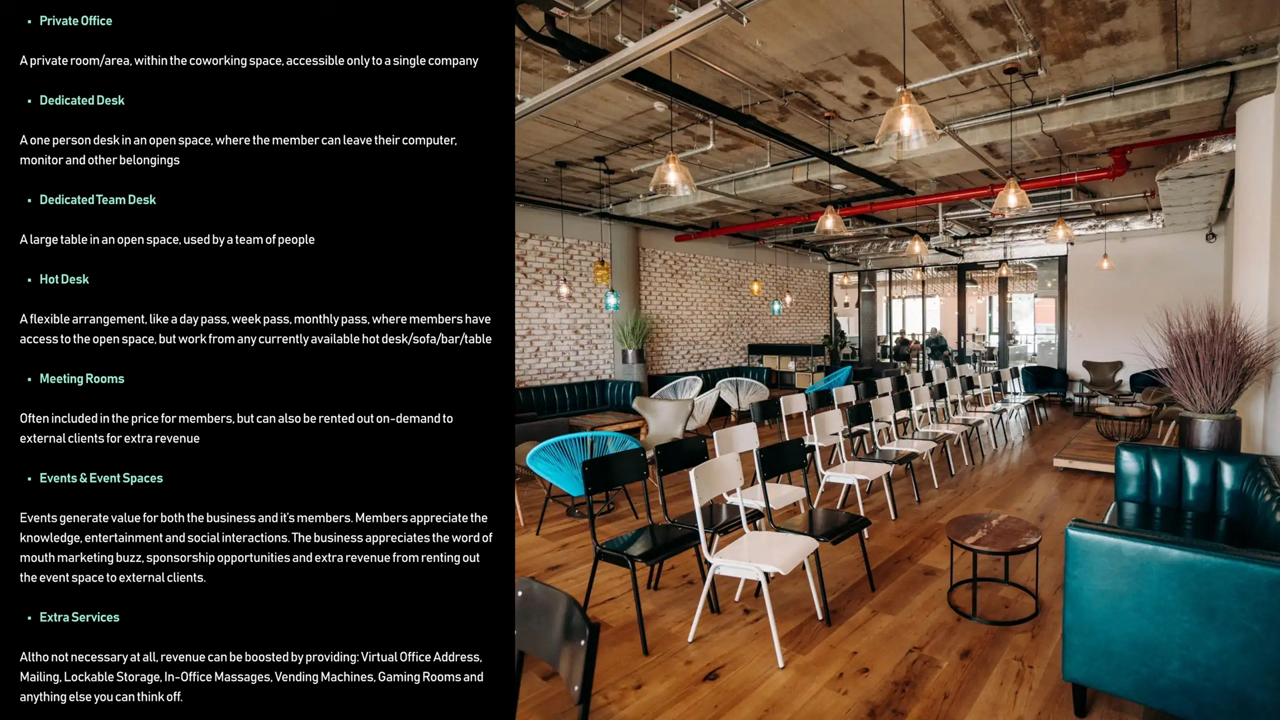 ▪ Private Office
A private room/area, within the coworking space, accessible only to a single company
▪ Dedicated Desk
A one person desk in an open space, where the member can leave their computer,
monitor and other belongings
▪ Dedicated Team Desk
A large table in an open space, used by a team of people
▪ Hot Desk
A flexible arrangement, like a day pass, week pass, monthly pass, where members have
access to the open space, but work from any currently available hot desk/sofa/bar/table
▪ Meeting Rooms
Often included in the price for members, but can also be rented out on-demand to
external clients for extra revenue
▪ Events & Event Spaces
Events generate value for both the business and it's members. Members appreciate the
knowledge, entertainment and social interactions. The business appreciates the word of
mouth marketing buzz, sponsorship opportunities and extra revenue from renting out
the event space to external clients.
▪ Extra Services
Altho not necessary at all, revenue can be boosted by providing: Virtual Office Address,
Mailing, Lockable Storage, In-Office Massages, Vending Machines, Gaming Rooms and
anything else you can think off.